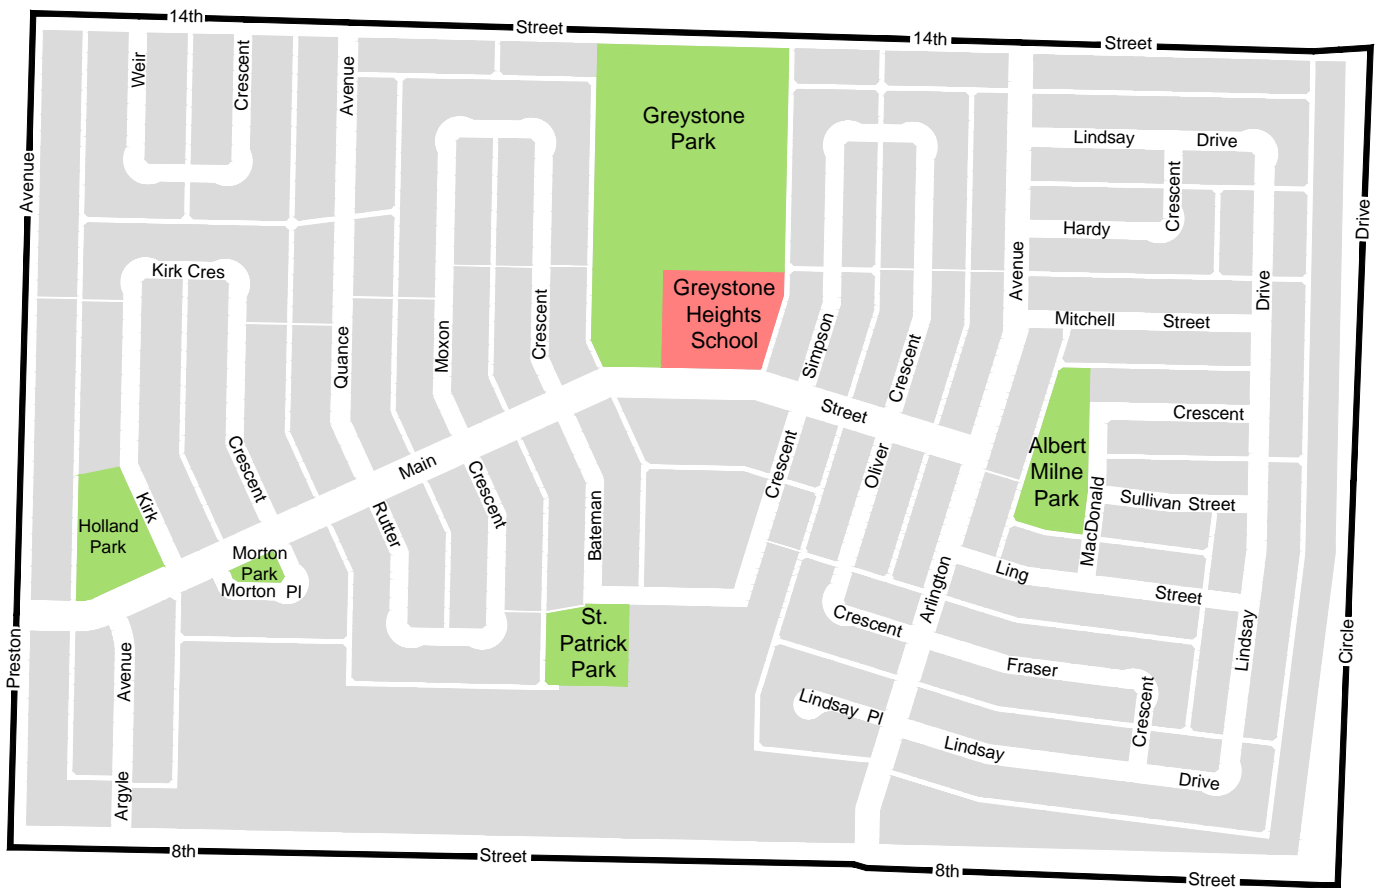 14th
Street
14th
Street
Weir
Crescent
Avenue
Greystone
Park
Lindsay
Drive
Avenue
Crescent
Hardy
Drive
Kirk Cres
Avenue
Drive
Greystone
Heights
School
Quance
Moxon
Crescent
Simpson
Crescent
Mitchell
Street
Street
Crescent
Main
Crescent
Crescent
Crescent
Oliver
Albert
Milne
Park
MacDonald
Sullivan Street
Kirk
Holland
Park
Rutter
Bateman
Morton
Park
Morton Pl
Arlington
Ling
Street
St.
Patrick
Park
Crescent
Fraser
Crescent
Lindsay
Circle
Preston
Avenue
Lindsay Pl
Lindsay
Drive
Argyle
8th
Street
8th
Street